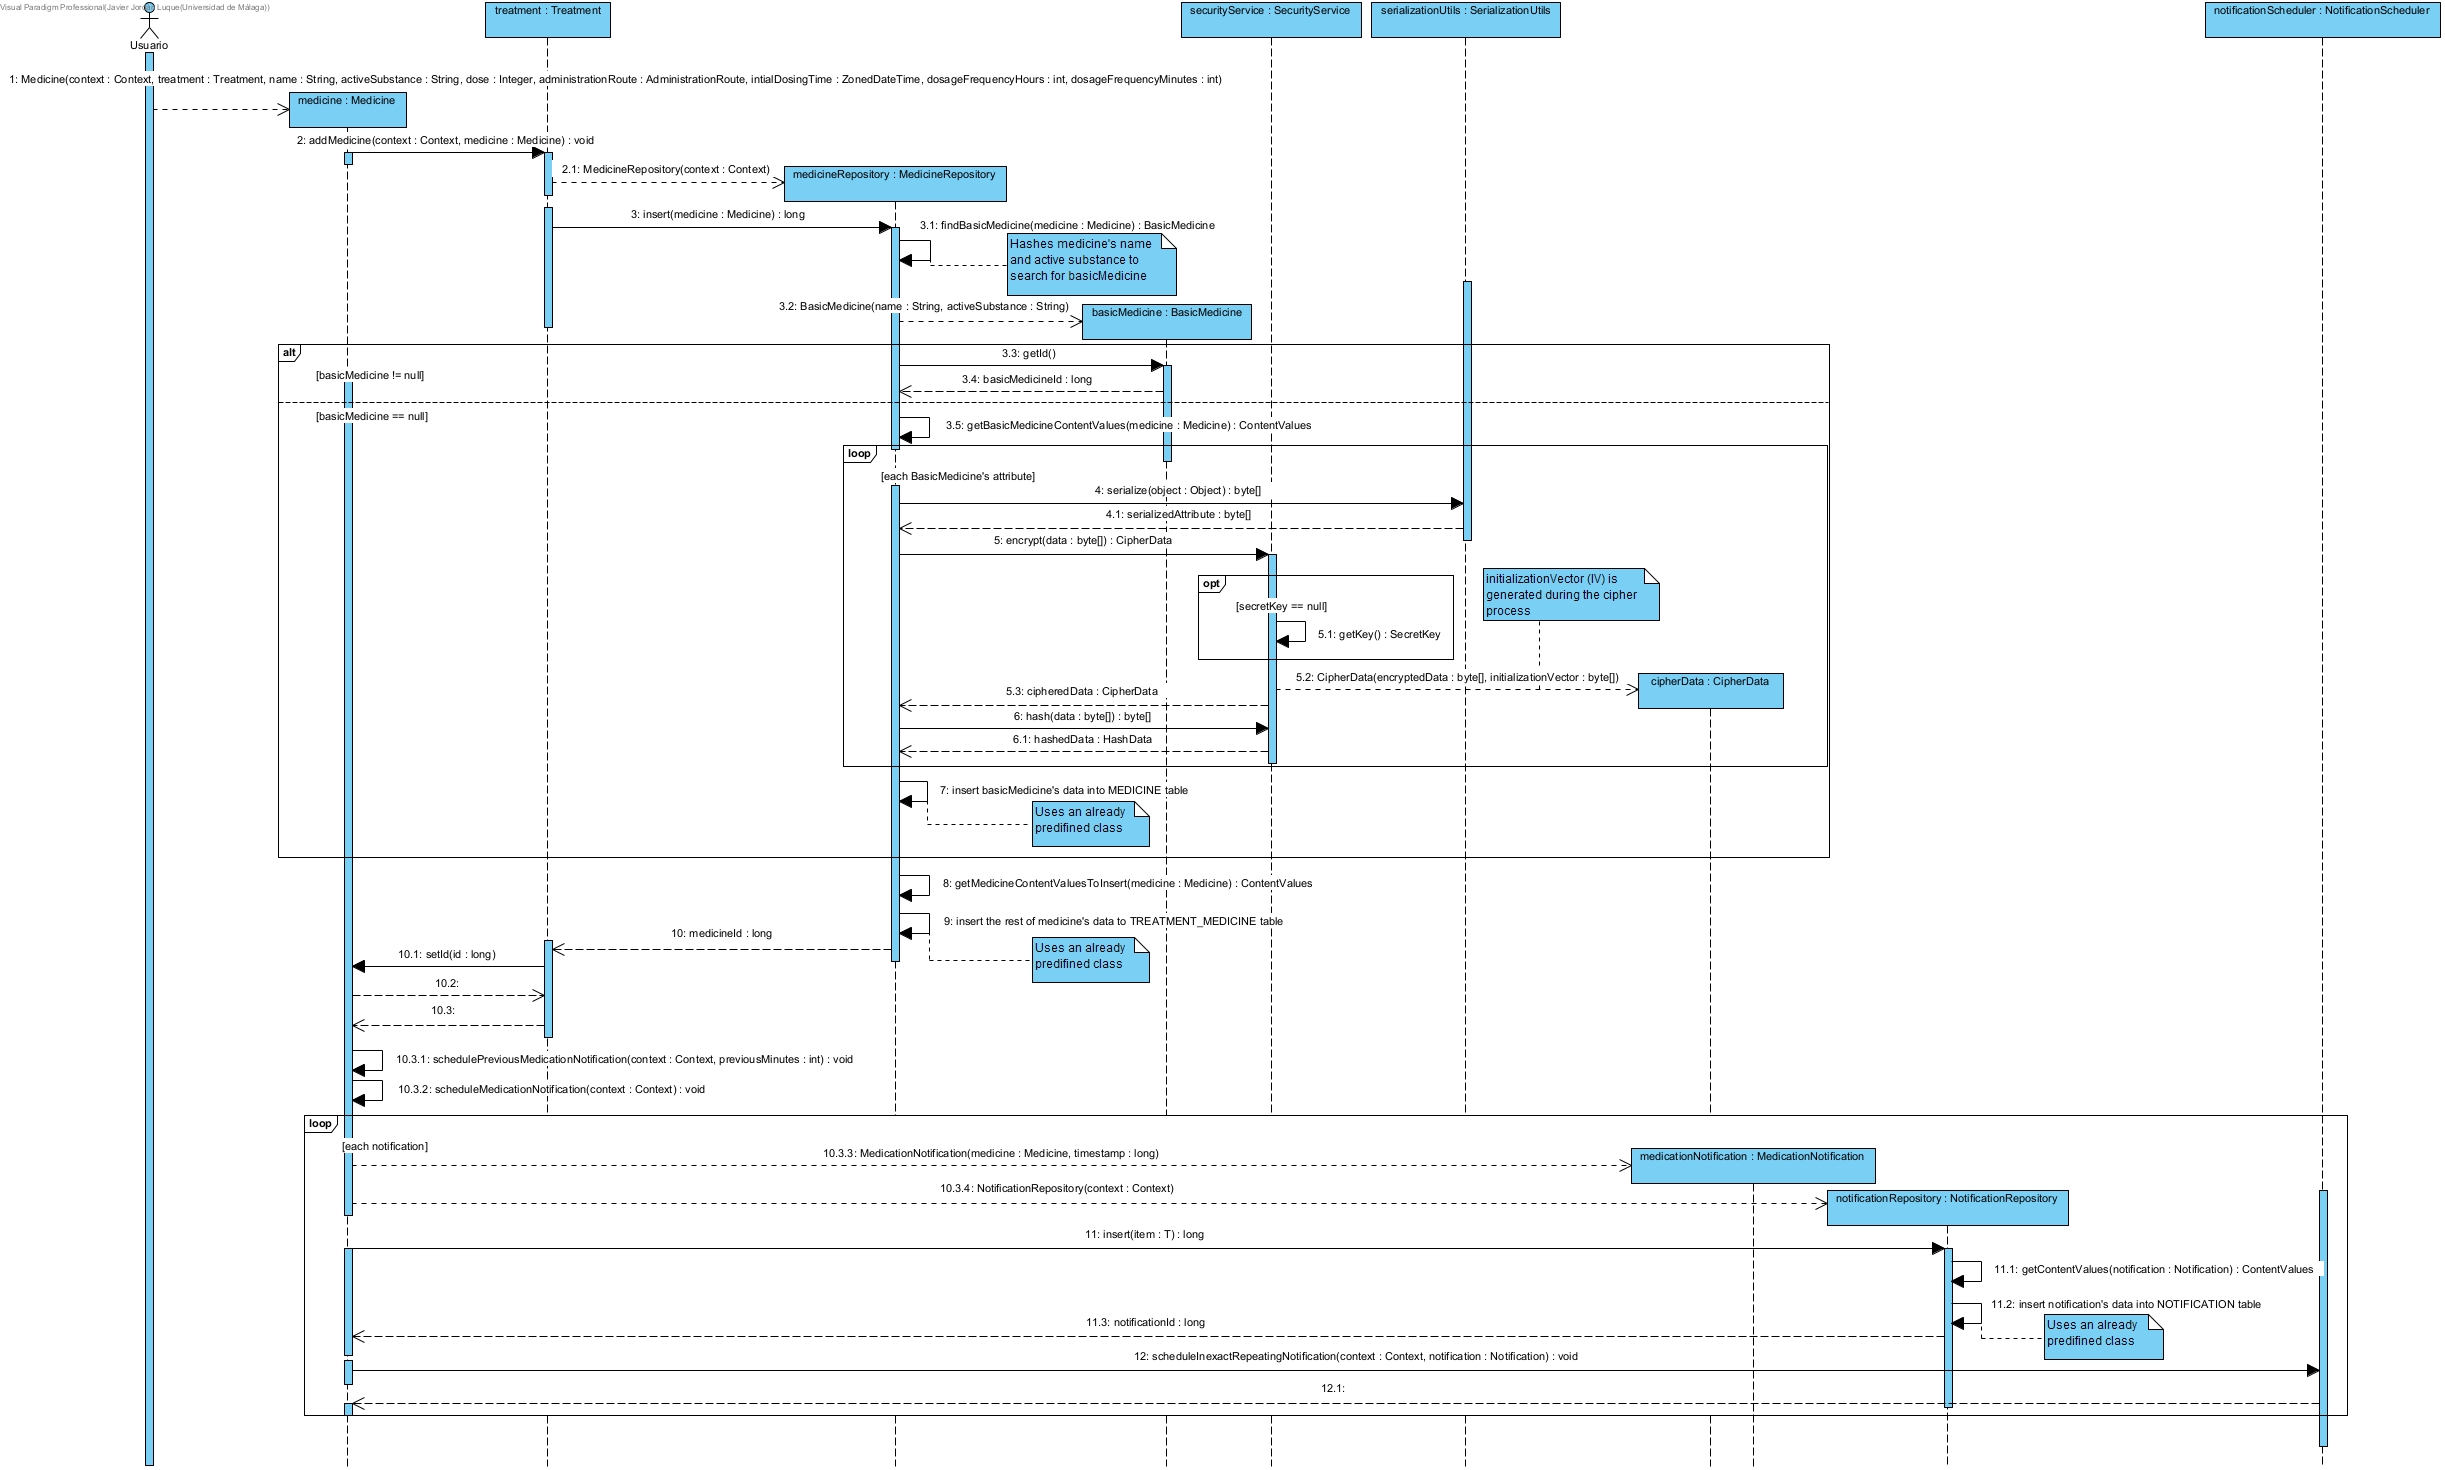 Visual Paradigm Professional(Javier Jordán Luque(Universidad de Málaga))
Usuario
treatment : Treatment
securityService : SecurityService
serializationUtils : SerializationUtils
notificationScheduler : NotificationScheduler
1: Medicine(context : Context, treatment : Treatment, name : String, activeSubstance : String, dose : Integer, administrationRoute : AdministrationRoute, intialDosingTime : ZonedDateTime, dosageFrequencyHours : int, dosageFrequencyMinutes : int)
medicine : Medicine
2: addMedicine(context : Context, medicine : Medicine) : void
2.1: MedicineRepository(context : Context)
medicineRepository : MedicineRepository
3: insert(medicine : Medicine) : long
3.1: findBasicMedicine(medicine : Medicine) : BasicMedicine
Hashes medicine's name
and active substance to
search for basicMedicine
3.2: BasicMedicine(name : String, activeSubstance : String)
basicMedicine : BasicMedicine
alt
[basicMedicine != null]
3.3: getId()
3.4: basicMedicineId : long
[basicMedicine == null]
3.5: getBasicMedicineContentValues(medicine : Medicine) : ContentValues
loop
[each BasicMedicine's attribute]
4: serialize(object : Object) : byte[]
4.1: serializedAttribute : byte[]
5: encrypt(data : byte[]) : CipherData
opt
[secretKey == null]
5.1: getKey() : SecretKey
initializationVector (IV) is
generated during the cipher
process
5.2: CipherData(encryptedData : byte[], initializationVector : byte[])
cipherData : CipherData
5.3: cipheredData : CipherData
6: hash(data : byte[]) : byte[]
6.1: hashedData : HashData
7: insert basicMedicine's data into MEDICINE table
Uses an already
predifined class
8: getMedicineContentValuesToInsert(medicine : Medicine) : ContentValues
9: insert the rest of medicine's data to TREATMENT_MEDICINE table
Uses an already
predifined class
10: medicineId : long
10.1: setId(id : long)
10.2:
10.3:
10.3.1: schedulePreviousMedicationNotification(context : Context, previousMinutes : int) : void
10.3.2: scheduleMedicationNotification(context : Context) : void
loop
[each notification]
10.3.3: MedicationNotification(medicine : Medicine, timestamp : long)
medicationNotification : MedicationNotification
10.3.4: NotificationRepository(context : Context)
notificationRepository : NotificationRepository
11: insert(item : T) : long
11.1: getContentValues(notification : Notification) : ContentValues
11.2: insert notification's data into NOTIFICATION table
Uses an already
predifined class
11.3: notificationId : long
12: scheduleInexactRepeatingNotification(context : Context, notification : Notification) : void
12.1: